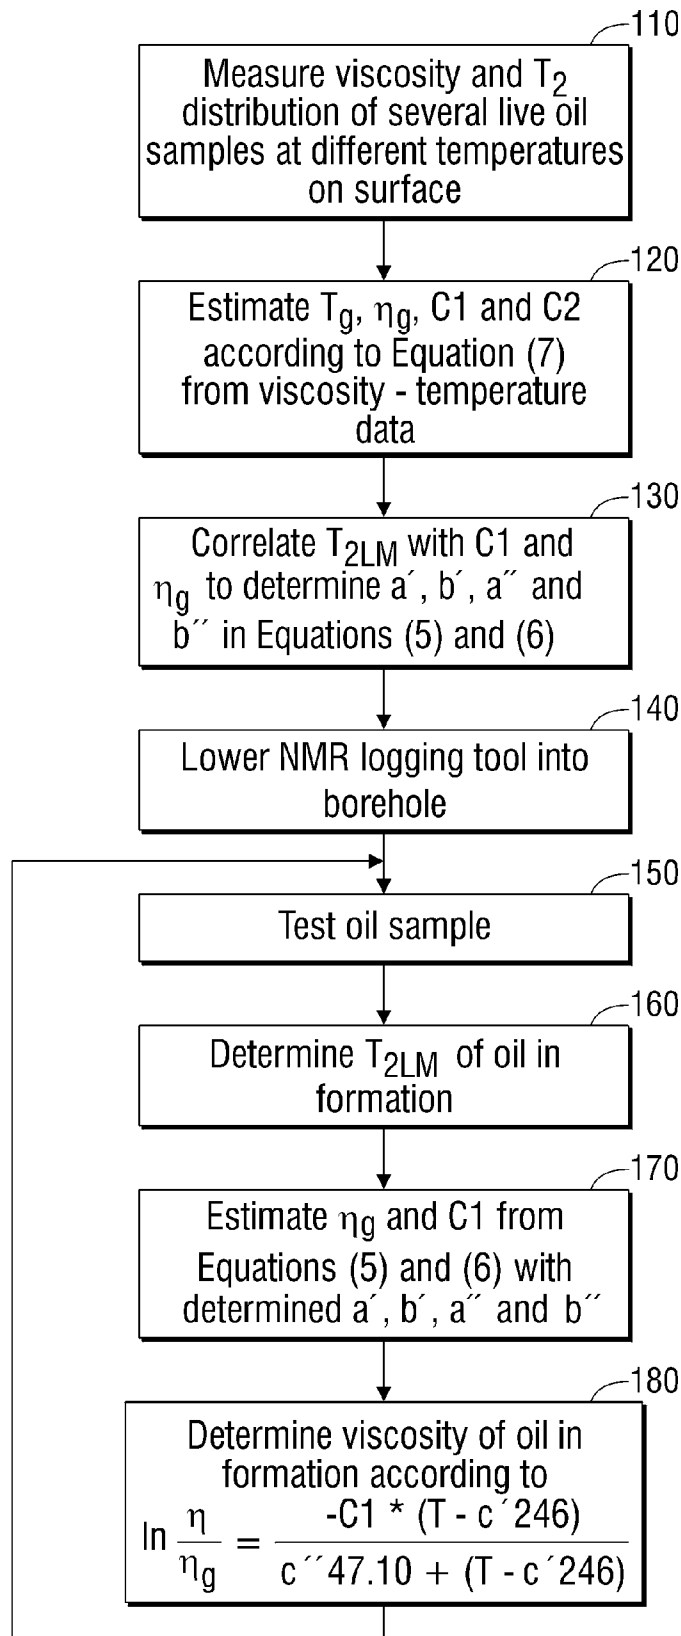 110
Measure viscosity and T2
distribution of several live oil
samples at different temperatures
on surface
120
Estimate Tg, ηg, C1 and C2
according to Equation (7)
from viscosity - temperature
data
130
Correlate T2LM with C1 and
ηg to determine a´, b´, a´´ and
b´´ in Equations (5) and (6)
140
Lower NMR logging tool into
borehole
150
Test oil sample
160
Determine T2LM of oil in
formation
170
Estimate ηg and C1 from
Equations (5) and (6) with
determined a´, b´, a´´ and b´´
180
Determine viscosity of oil in
formation according to
ln η/ηg = -C1 * (T - c´246) / c´´47.10 + (T - c´246)